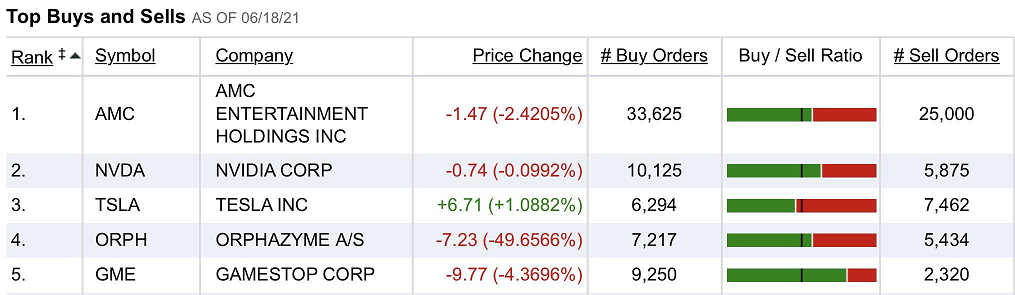 Top Buys and Sells AS OF 06/18/21
Rank ‡ Symbol Company Price Change # Buy Orders Buy / Sell Ratio # Sell Orders
1. AMC AMC ENTERTAINMENT HOLDINGS INC -1.47 (-2.4205%) 33,625 25,000
2. NVDA NVIDIA CORP -0.74 (-0.0992%) 10,125 5,875
3. TSLA TESLA INC +6.71 (+1.0882%) 6,294 7,462
4. ORPH ORPHAZYME A/S -7.23 (-49.6566%) 7,217 5,434
5. GME GAMESTOP CORP -9.77 (-4.3696%) 9,250 2,320